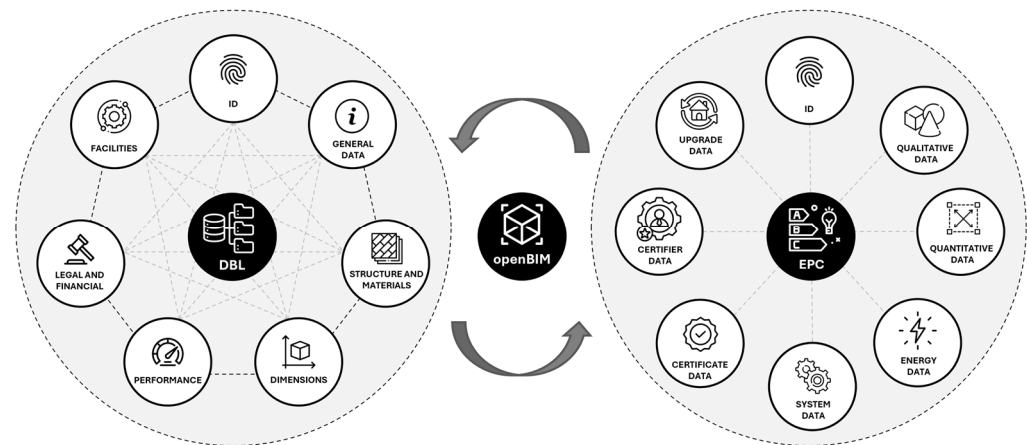 ID
FACILITIES
i
GENERAL
DATA
DBL
LEGAL AND
FINANCIAL
STRUCTURE AND
MATERIALS
PERFORMANCE
DIMENSIONS
openBIM
ID
UPGRADE
DATA
QUALITATIVE
DATA
CERTIFIER
DATA
A
B
C
EPC
QUANTITATIVE
DATA
CERTIFICATE
DATA
ENERGY
DATA
SYSTEM
DATA